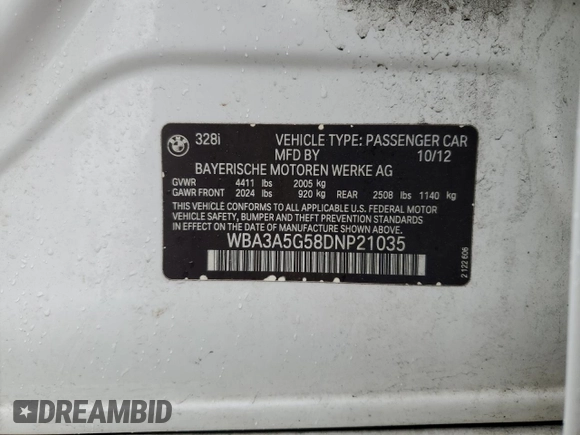 BMW
328i VEHICLE TYPE: PASSENGER CAR
MFD BY 10/12
BAYERISCHE MOTOREN WERKE AG
GVWR 4411 lbs 2005 kg
GAWR FRONT 2024 lbs 920 kg REAR 2508 lbs 1140 kg
THIS VEHICLE CONFORMS TO ALL APPLICABLE U.S. FEDERAL MOTOR
VEHICLE SAFETY, BUMPER AND THEFT PREVENTION STANDARDS
IN EFFECT ON THE DATE OF MANUFACTURE SHOWN ABOVE.
WBA3A5G58DNP21035
2 122 606
DREAMBID